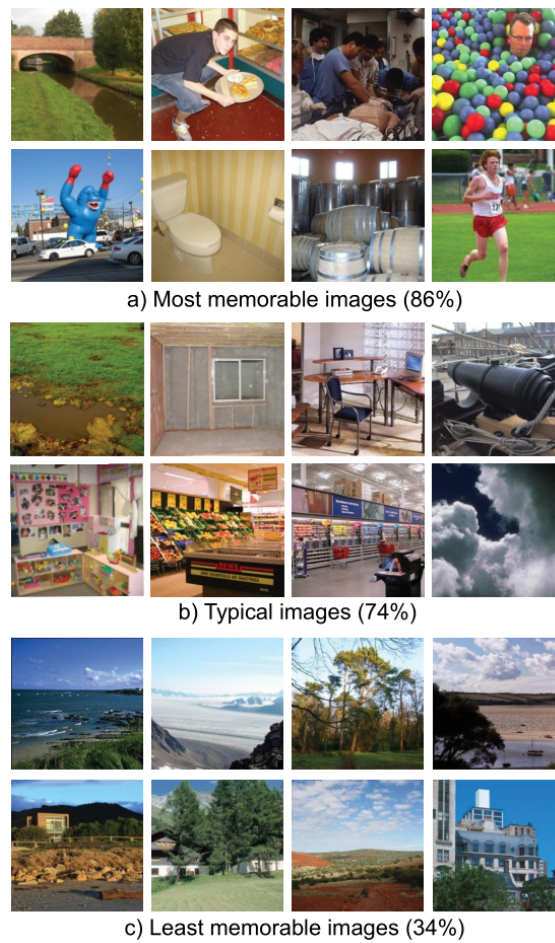 a) Most memorable images (86%)
b) Typical images (74%)
c) Least memorable images (34%)